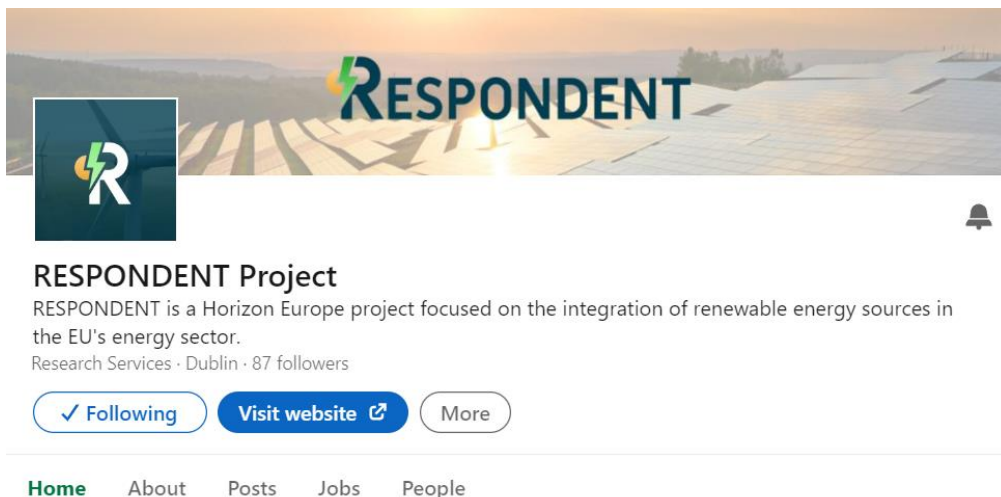 RESPONDENT
R
RESPONDENT Project
RESPONDENT is a Horizon Europe project focused on the integration of renewable energy sources in
the EU's energy sector.
Research Services · Dublin · 87 followers
✓ Following Visit website More
Home About Posts Jobs People